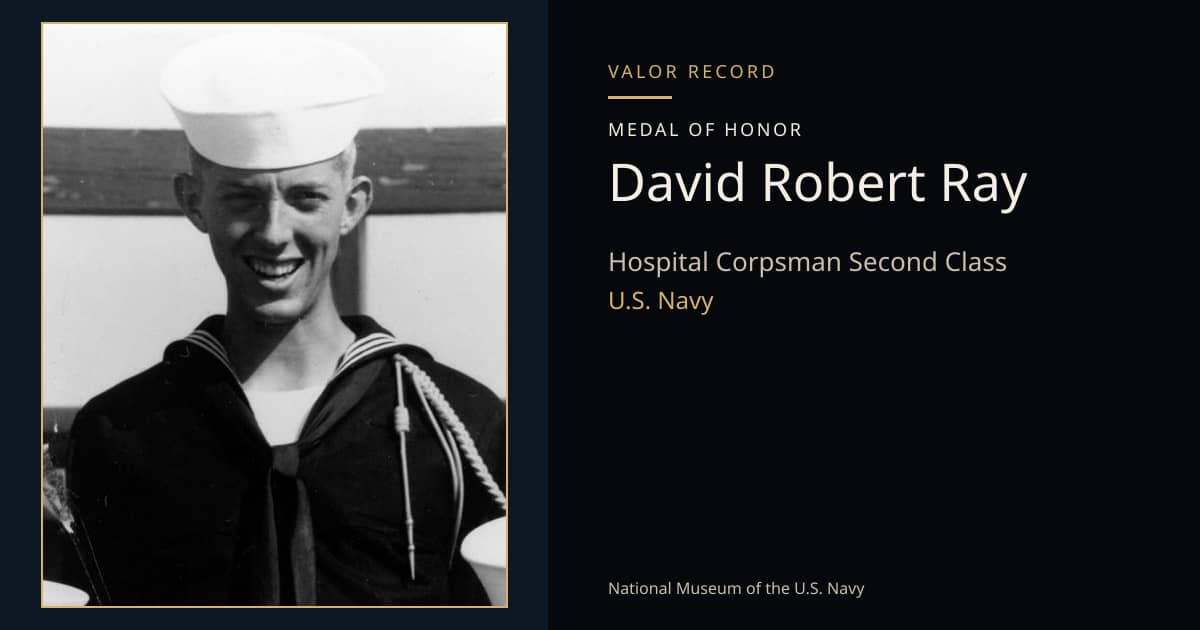 VALOR RECORD
MEDAL OF HONOR
David Robert Ray
Hospital Corpsman Second Class
U.S. Navy
National Museum of the U.S. Navy